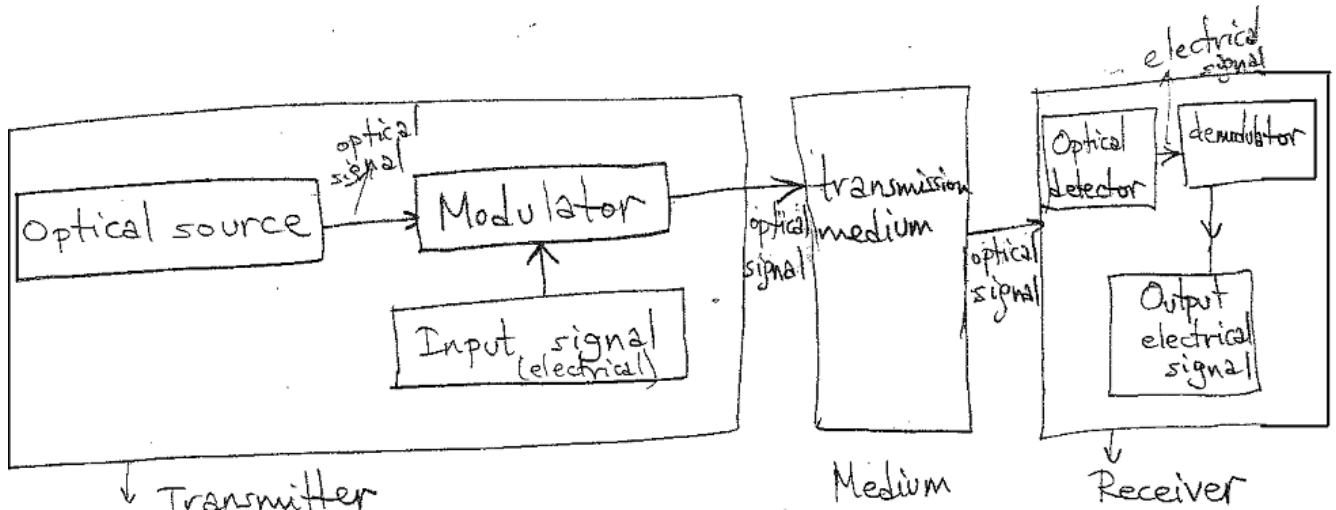 electrical
signal
optical
signal
Optical source
Modulator
Input signal
(electrical)
optical
signal
transmission
medium
optical
signal
Optical
detector
demodulator
Output
electrical
signal
Transmitter
Medium
Receiver